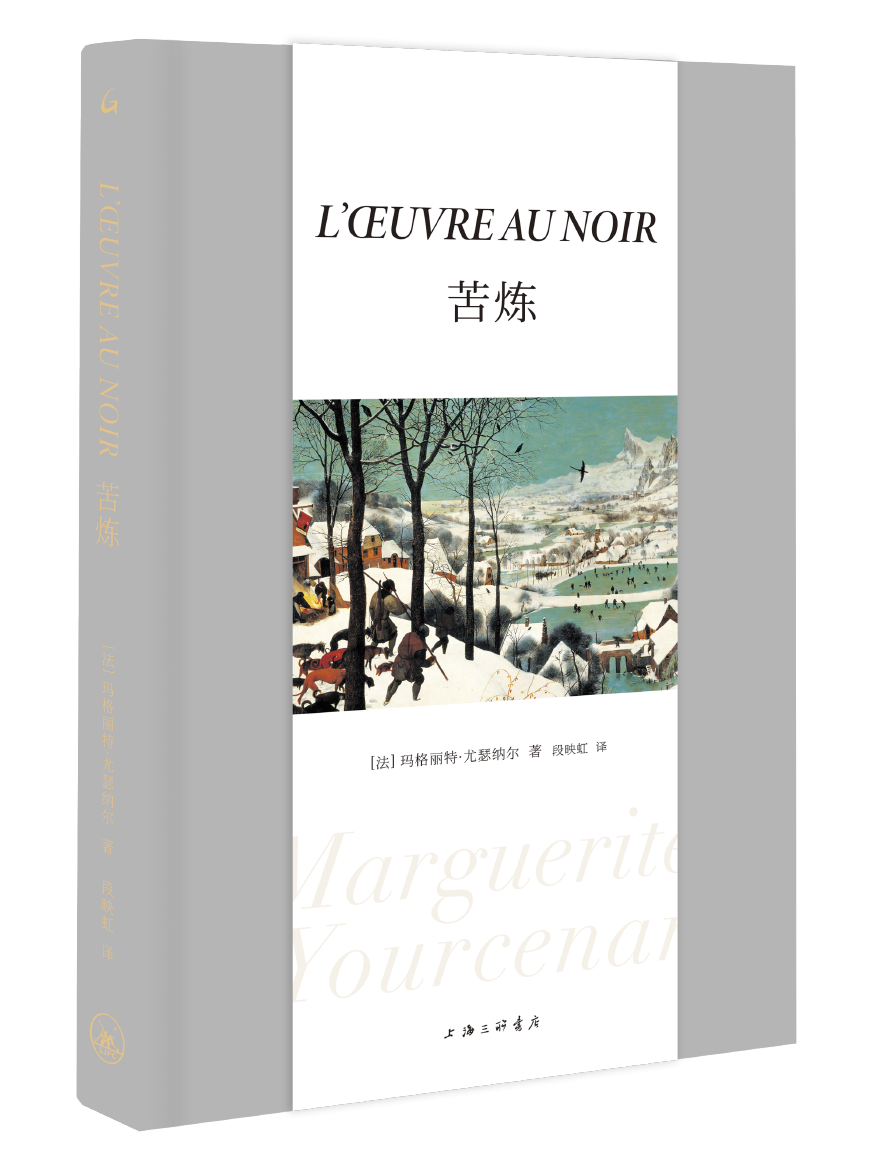 L’ŒUVRE AU NOIR
苦炼
[法] 玛格丽特·尤瑟纳尔 著 段映虹 译
Marguerite
Yourcenar
上海三联书店
L’ŒUVRE AU NOIR 苦炼
[法] 玛格丽特·尤瑟纳尔 著 段映虹 译
LIFE